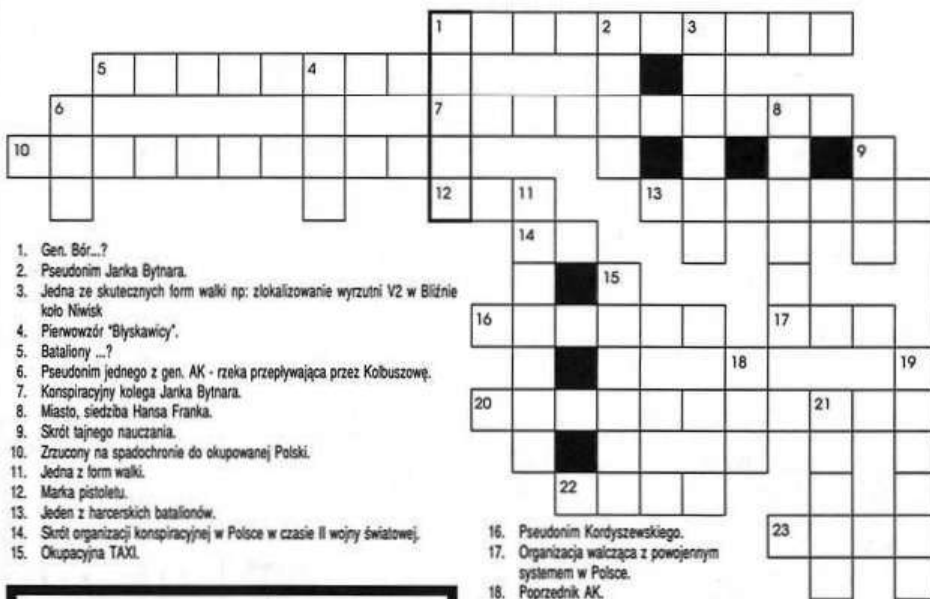 1 2 3
5 4
6 7 8
10 9
12 11 13
14
15
16 17
18 19
20 21
22
23
1. Gen. Bór...?
2. Pseudonim Janka Bytnara.
3. Jedna ze skutecznych form walki np: zlokalizowanie wyrzutni V2 w Bliźnie
koło Niwisk
4. Pierwowzór "Błyskawicy".
5. Bataliony ...?
6. Pseudonim jednego z gen. AK - rzeka przepływająca przez Kolbuszowę.
7. Konspiracyjny kolega Janka Bytnara.
8. Miasto, siedziba Hansa Franka.
9. Skrót tajnego nauczania.
10. Zrzucony na spadochronie do okupowanej Polski.
11. Jedna z form walki.
12. Marka pistoletu.
13. Jeden z harcerskich batalionów.
14. Skrót organizacji konspiracyjnej w Polsce w czasie II wojny światowej.
15. Okupacyjna TAXI.
16. Pseudonim Kordyszewskiego.
17. Organizacja walcząca z powojennym
systemem w Polsce.
18. Poprzednik AK.